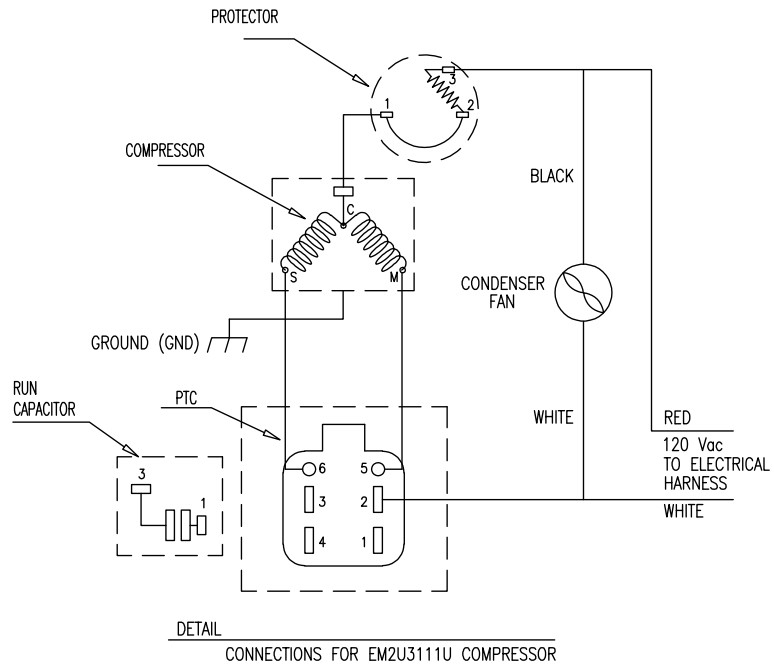 PROTECTOR
3
1
2
COMPRESSOR
BLACK
C
S
M
CONDENSER
FAN
GROUND (GND)
RUN
CAPACITOR
PTC
WHITE
RED
120 Vac
TO ELECTRICAL
HARNESS
WHITE
3
1
6
5
3
2
4
1
DETAIL
CONNECTIONS FOR EM2U3111U COMPRESSOR